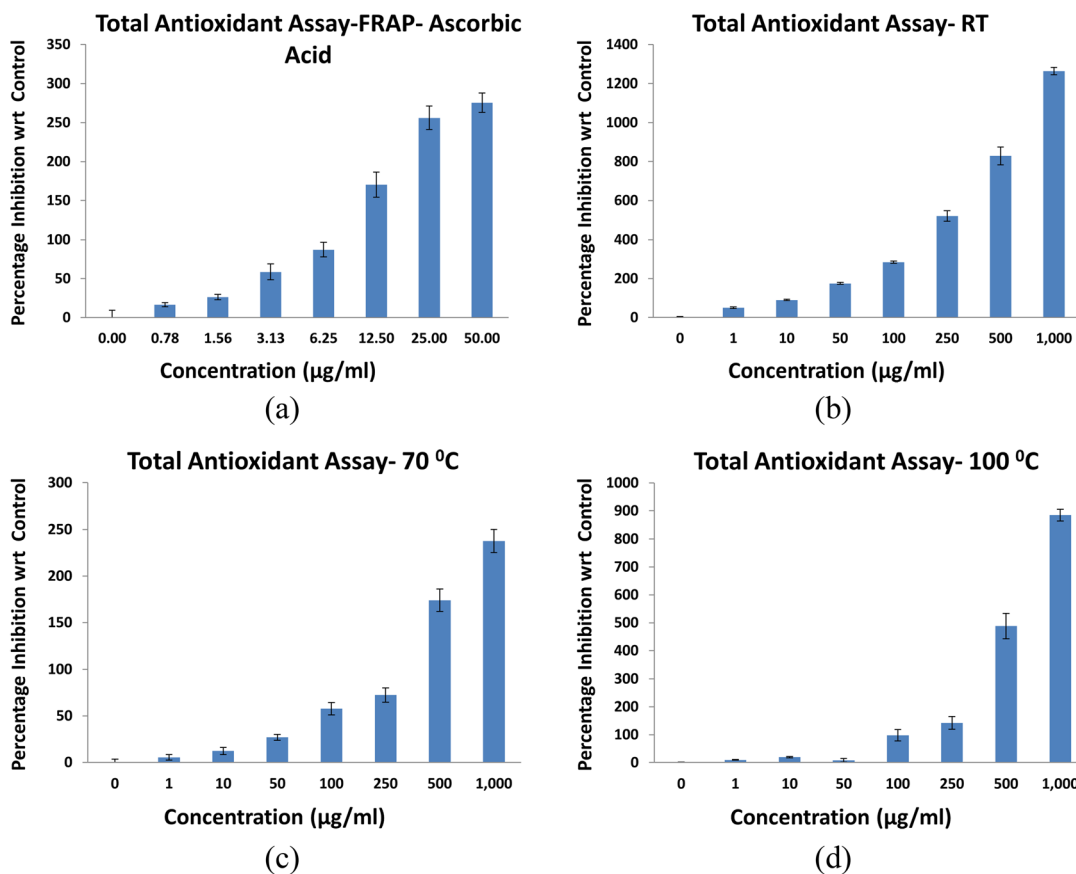 Total Antioxidant Assay-FRAP- Ascorbic
Acid
Percentage Inhibition wrt Control
350
300
250
200
150
100
50
0
0.00 0.78 1.56 3.13 6.25 12.50 25.00 50.00
Concentration (µg/ml)
(a)
Total Antioxidant Assay- RT
Percentage Inhibition wrt Control
1400
1200
1000
800
600
400
200
0
0 1 10 50 100 250 500 1,000
Concentration (µg/ml)
(b)
Total Antioxidant Assay- 70 ⁰C
Percentage Inhibition wrt Control
300
250
200
150
100
50
0
0 1 10 50 100 250 500 1,000
Concentration (µg/ml)
(c)
Total Antioxidant Assay- 100 ⁰C
Percentage Inhibition wrt Control
1000
900
800
700
600
500
400
300
200
100
0
0 1 10 50 100 250 500 1,000
Concentration (µg/ml)
(d)